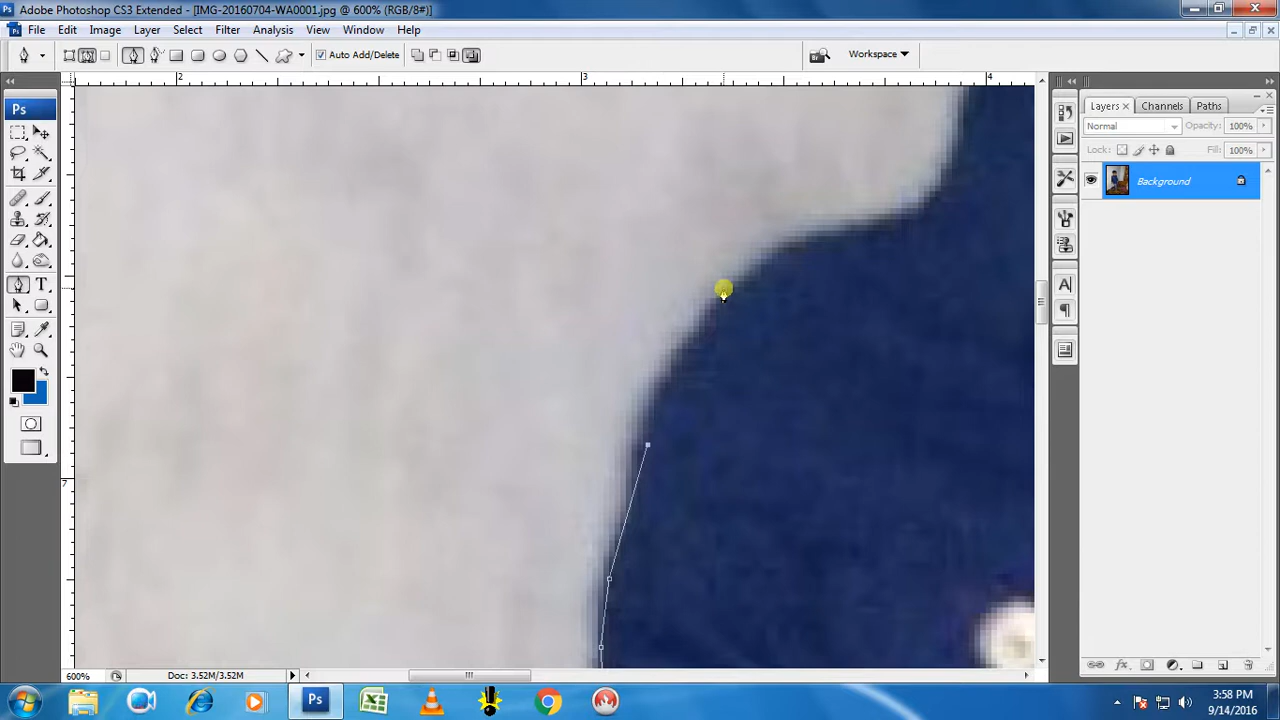 Adobe Photoshop CS3 Extended - [IMG-20160704-WA0001.jpg @ 600% (RGB/8#)]
File Edit Image Layer Select Filter Analysis View Window Help
Auto Add/Delete
Workspace
2 3 4
Ps
Layers x Channels Paths
Normal Opacity: 100%
Lock: Fill: 100%
Background
T
A
7
600% Doc: 3.52M/3.52M
Ps
3:58 PM
9/14/2016